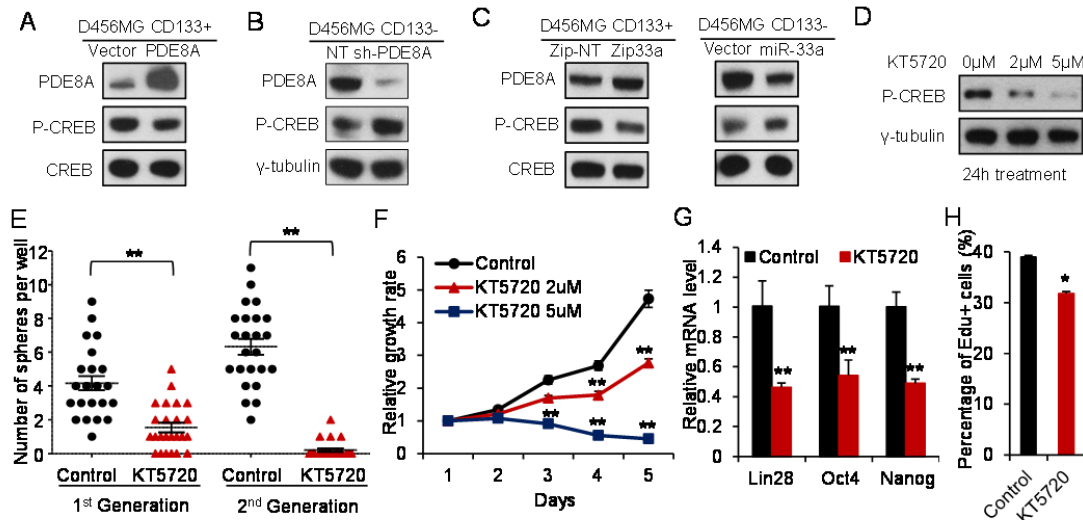 A
D456MG CD133+
Vector PDE8A
PDE8A
P-CREB
CREB
B
D456MG CD133-
NT sh-PDE8A
PDE8A
P-CREB
γ-tubulin
C
D456MG CD133+
Zip-NT Zip33a
PDE8A
P-CREB
CREB
D456MG CD133-
Vector miR-33a
D
KT5720 0µM 2µM 5µM
P-CREB
γ-tubulin
24h treatment
E
Number of spheres per well
12
10
8
6
4
2
0
**
**
Control KT5720 Control KT5720
1st Generation 2nd Generation
F
Relative growth rate
6
5
4
3
2
1
0
Control
KT5720 2uM
KT5720 5uM
**
**
**
**
**
1 2 3 4 5
Days
G
Relative mRNA level
1.4
1.2
1
0.8
0.6
0.4
0.2
0
Control KT5720
**
**
**
Lin28 Oct4 Nanog
H
Percentage of Edu+ cells (%)
40
30
20
10
0
*
Control
KT5720